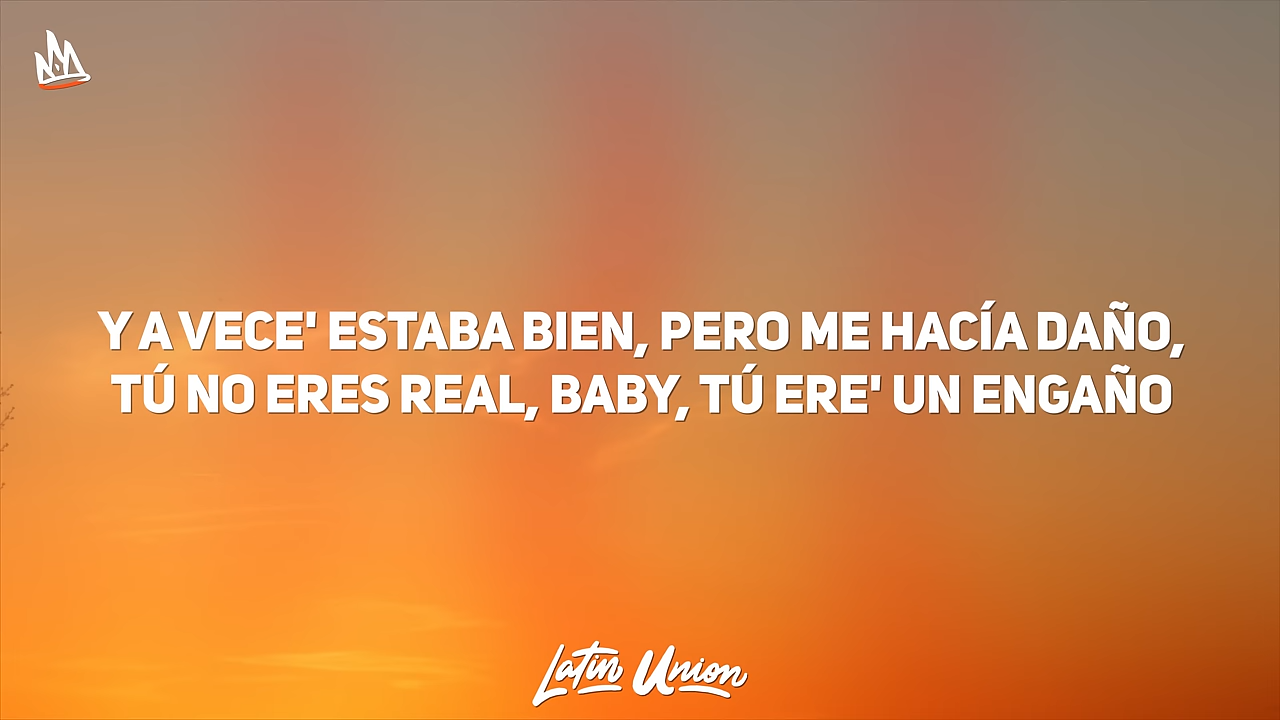 Y A VECE' ESTABA BIEN, PERO ME HACÍA DAÑO,
TÚ NO ERES REAL, BABY, TÚ ERE' UN ENGAÑO
Latin Union